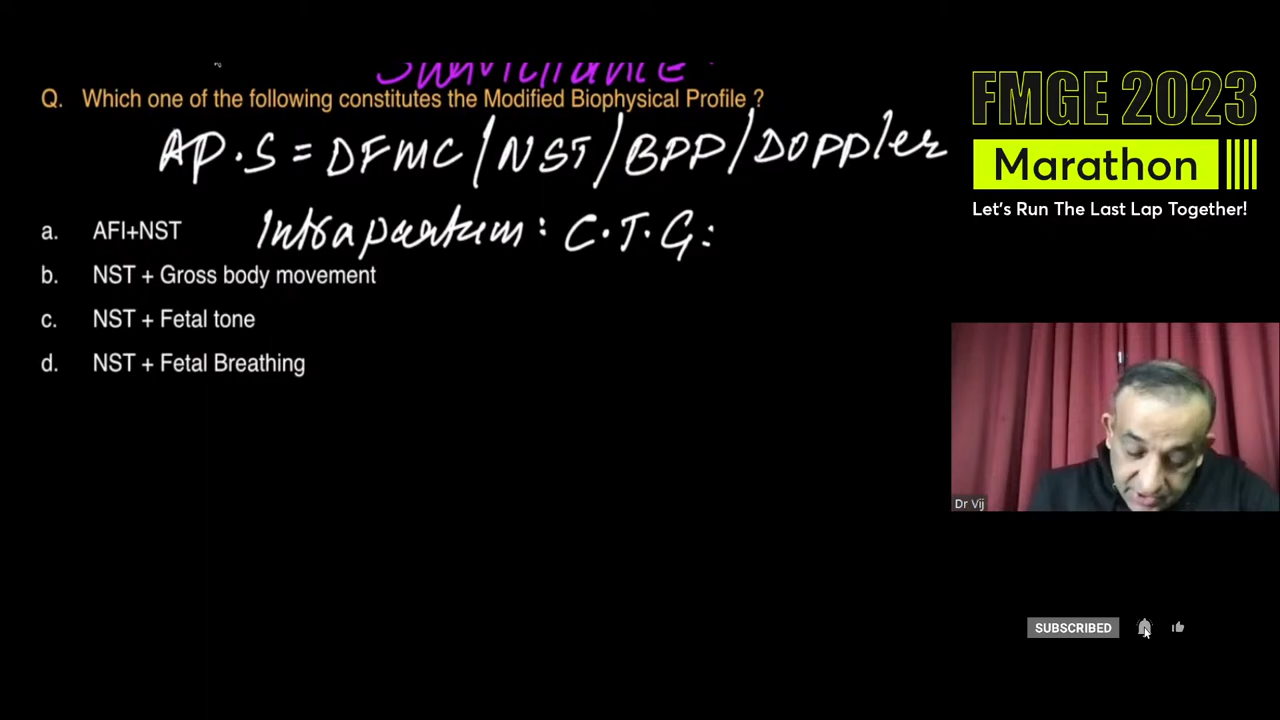 Q. Which one of the following constitutes the Modified Biophysical Profile ?
AP.S = DFMC/NST/BPP/Doppler
a. AFI+NST
Intrapartum: C.T.G:
b. NST + Gross body movement
c. NST + Fetal tone
d. NST + Fetal Breathing
FMGE 2023
Marathon
Let's Run The Last Lap Together!
Dr Vij
SUBSCRIBED